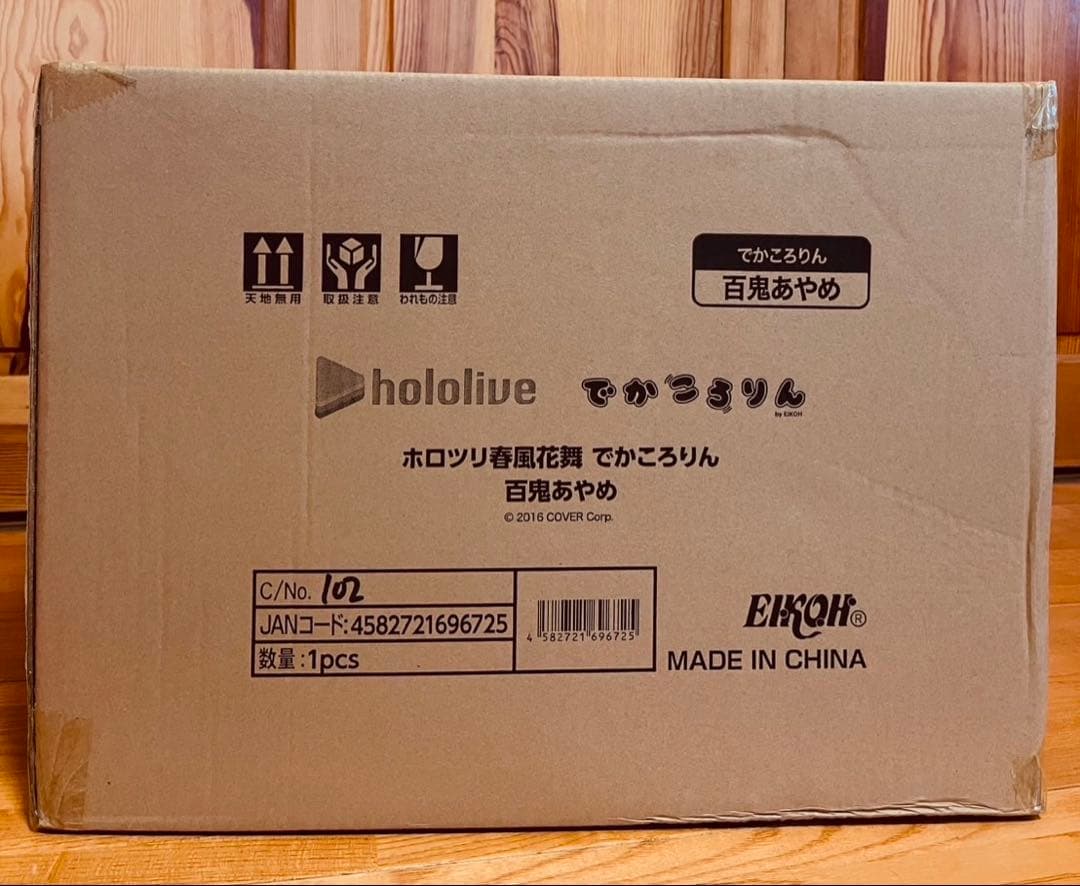 天地無用 取扱注意 われもの注意
でかころりん
百鬼あやめ
hololive でかころりん
by EIKOH
ホロツリ春風花舞 でかころりん
百鬼あやめ
© 2016 COVER Corp.
C/No. 102
JANコード:4582721696725
数量:1pcs
4 582721 696725
EIKOH®
MADE IN CHINA